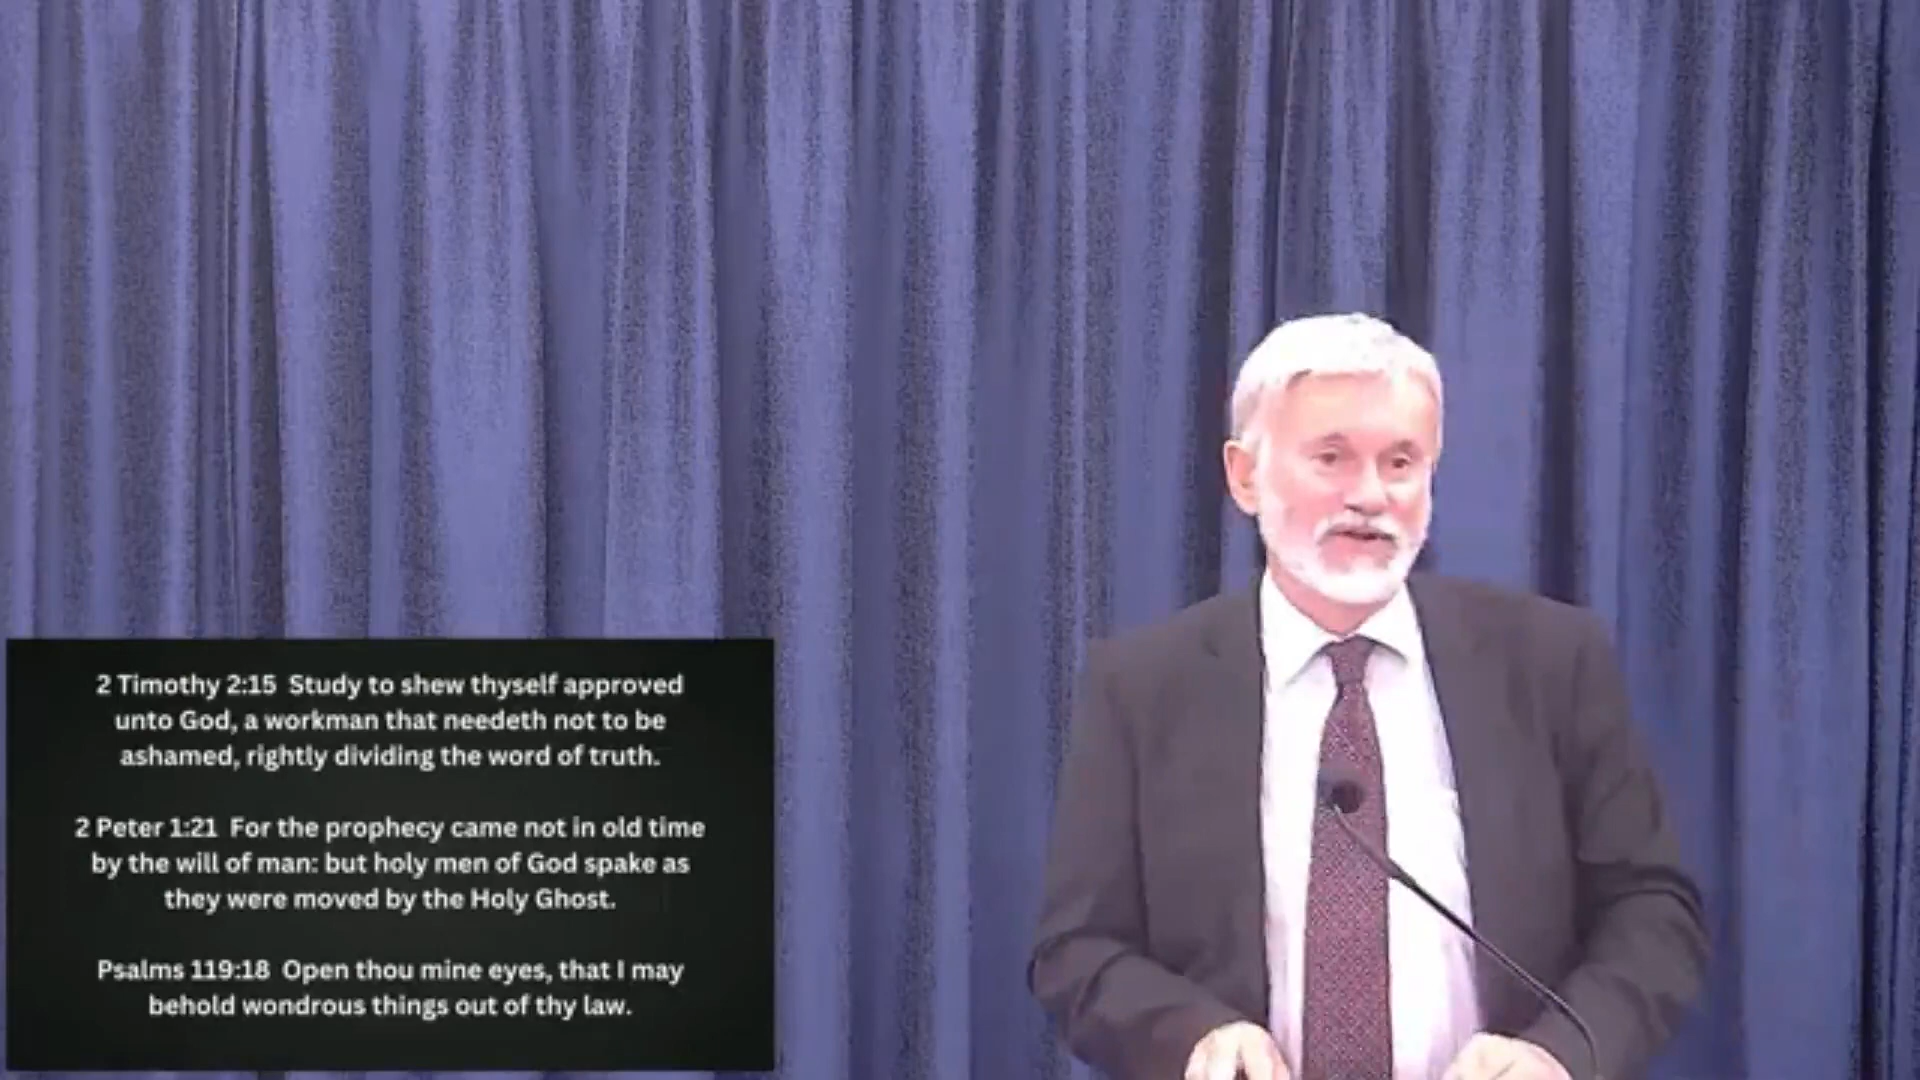 2 Timothy 2:15  Study to shew thyself approved
unto God, a workman that needeth not to be
ashamed, rightly dividing the word of truth.
2 Peter 1:21  For the prophecy came not in old time
by the will of man: but holy men of God spake as
they were moved by the Holy Ghost.
Psalms 119:18  Open thou mine eyes, that I may
behold wondrous things out of thy law.